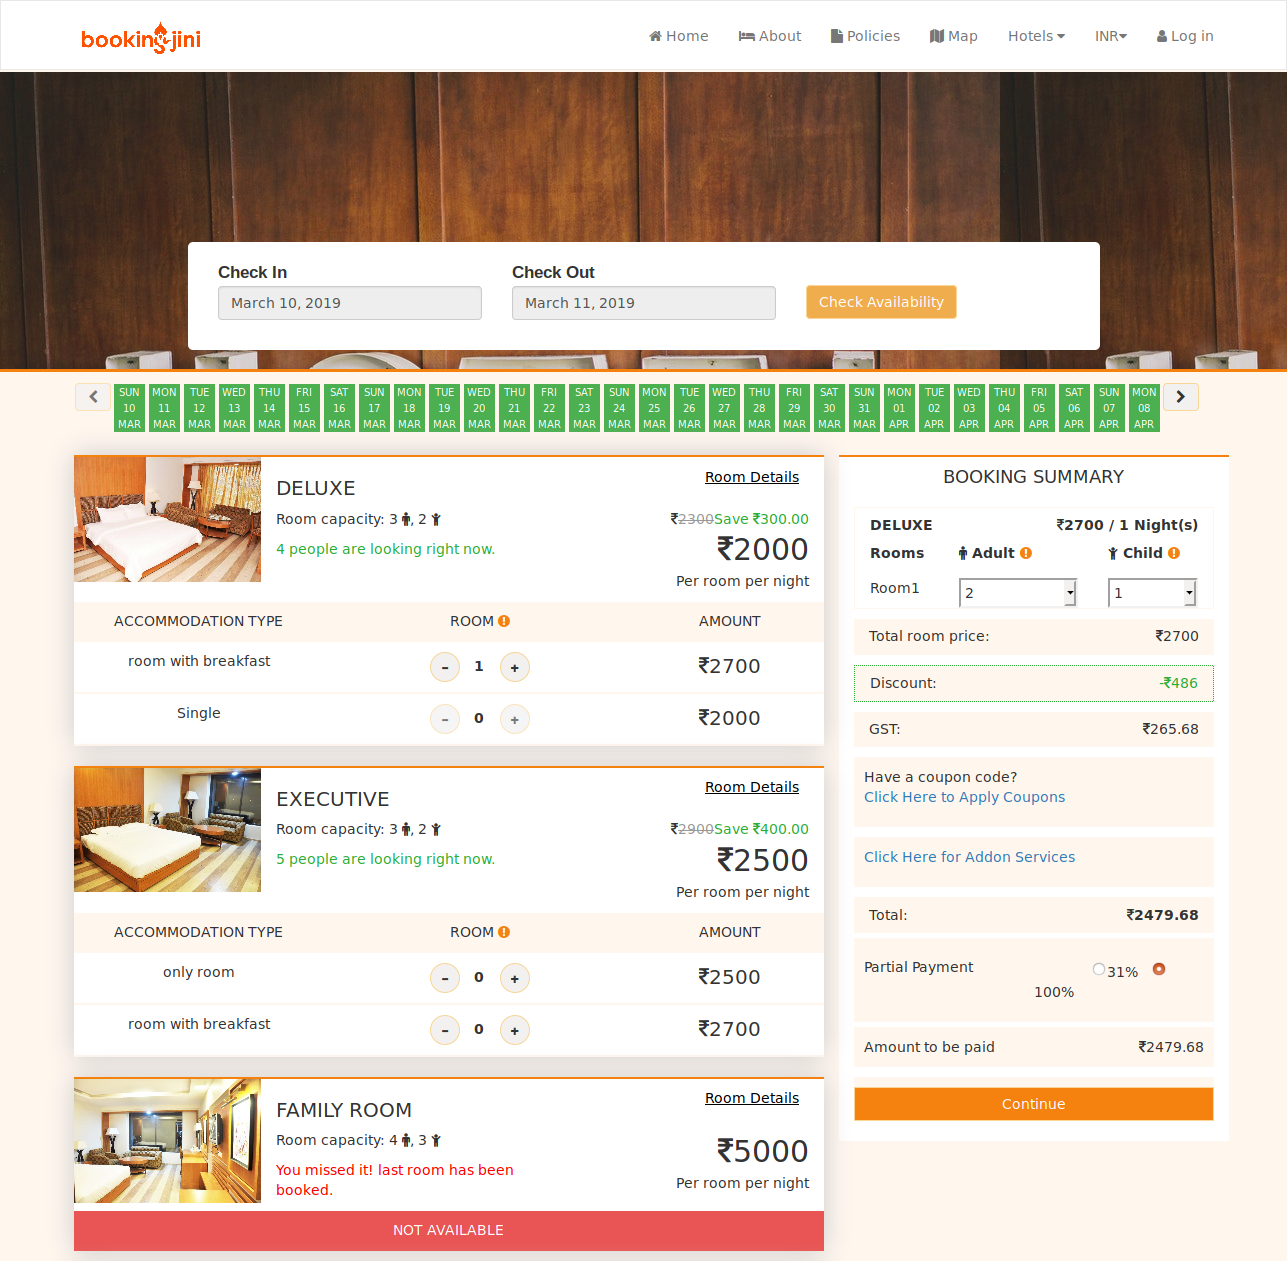 bookingjini
Home About Policies Map Hotels INR Log in
Check In Check Out
March 10, 2019 March 11, 2019 Check Availability
SUN MON TUE WED THU FRI SAT SUN MON TUE WED THU FRI SAT SUN MON TUE WED THU FRI SAT SUN MON TUE WED THU FRI SAT SUN MON
10 11 12 13 14 15 16 17 18 19 20 21 22 23 24 25 26 27 28 29 30 31 01 02 03 04 05 06 07 08
MAR MAR MAR MAR MAR MAR MAR MAR MAR MAR MAR MAR MAR MAR MAR MAR MAR MAR MAR MAR MAR MAR APR APR APR APR APR APR APR APR
DELUXE
Room Details
Room capacity: 3 , 2
₹2300Save ₹300.00
4 people are looking right now.
₹2000
Per room per night
ACCOMMODATION TYPE ROOM AMOUNT
room with breakfast - 1 + ₹2700
Single - 0 + ₹2000
EXECUTIVE
Room Details
Room capacity: 3 , 2
₹2900Save ₹400.00
5 people are looking right now.
₹2500
Per room per night
ACCOMMODATION TYPE ROOM AMOUNT
only room - 0 + ₹2500
room with breakfast - 0 + ₹2700
FAMILY ROOM
Room Details
Room capacity: 4 , 3
You missed it! last room has been
booked.
₹5000
Per room per night
NOT AVAILABLE
BOOKING SUMMARY
DELUXE ₹2700 / 1 Night(s)
Rooms Adult Child
Room1 2 1
Total room price: ₹2700
Discount: -₹486
GST: ₹265.68
Have a coupon code?
Click Here to Apply Coupons
Click Here for Addon Services
Total: ₹2479.68
Partial Payment 31%
100%
Amount to be paid ₹2479.68
Continue